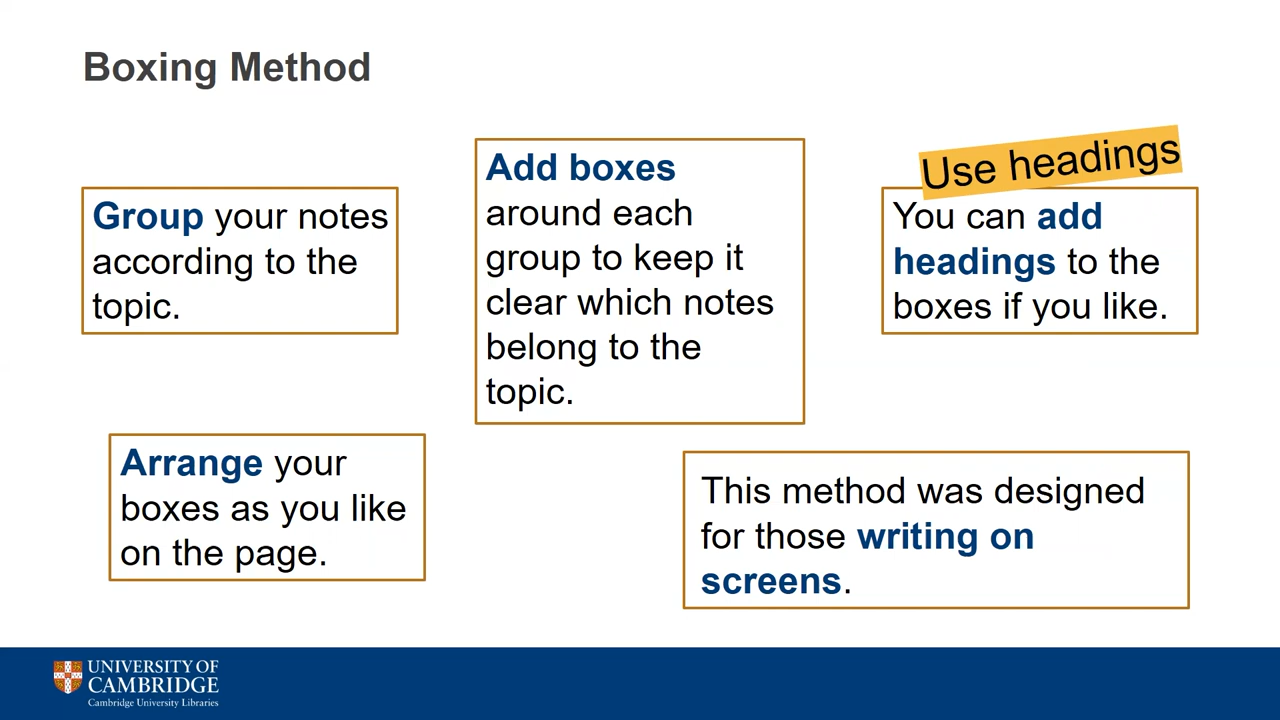 Boxing Method
Group your notes
according to the
topic.
Add boxes
around each
group to keep it
clear which notes
belong to the
topic.
Use headings
You can add
headings to the
boxes if you like.
Arrange your
boxes as you like
on the page.
This method was designed
for those writing on
screens.
UNIVERSITY OF
CAMBRIDGE
Cambridge University Libraries